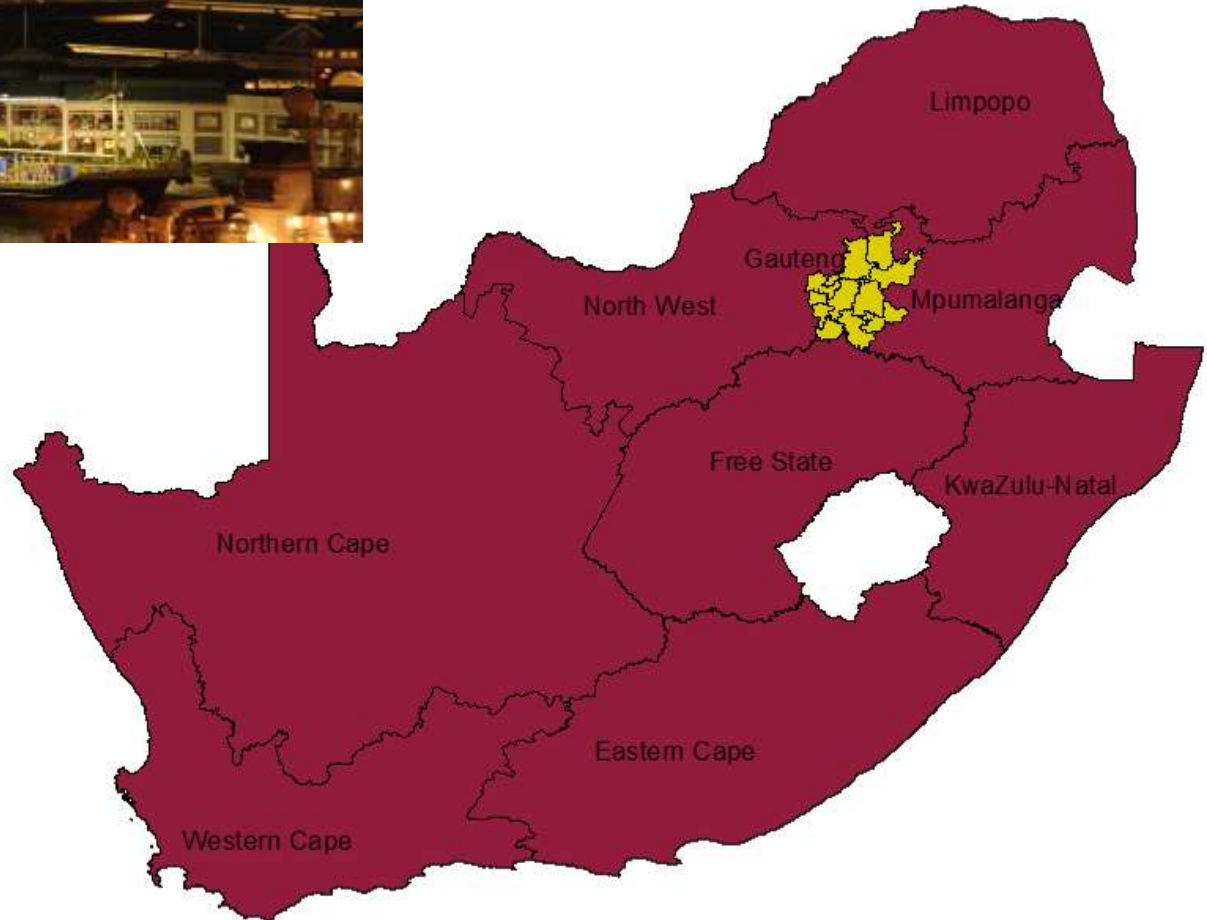 Limpopo
Gauteng
North West
Mpumalanga
Free State
KwaZulu-Natal
Northern Cape
Eastern Cape
Western Cape